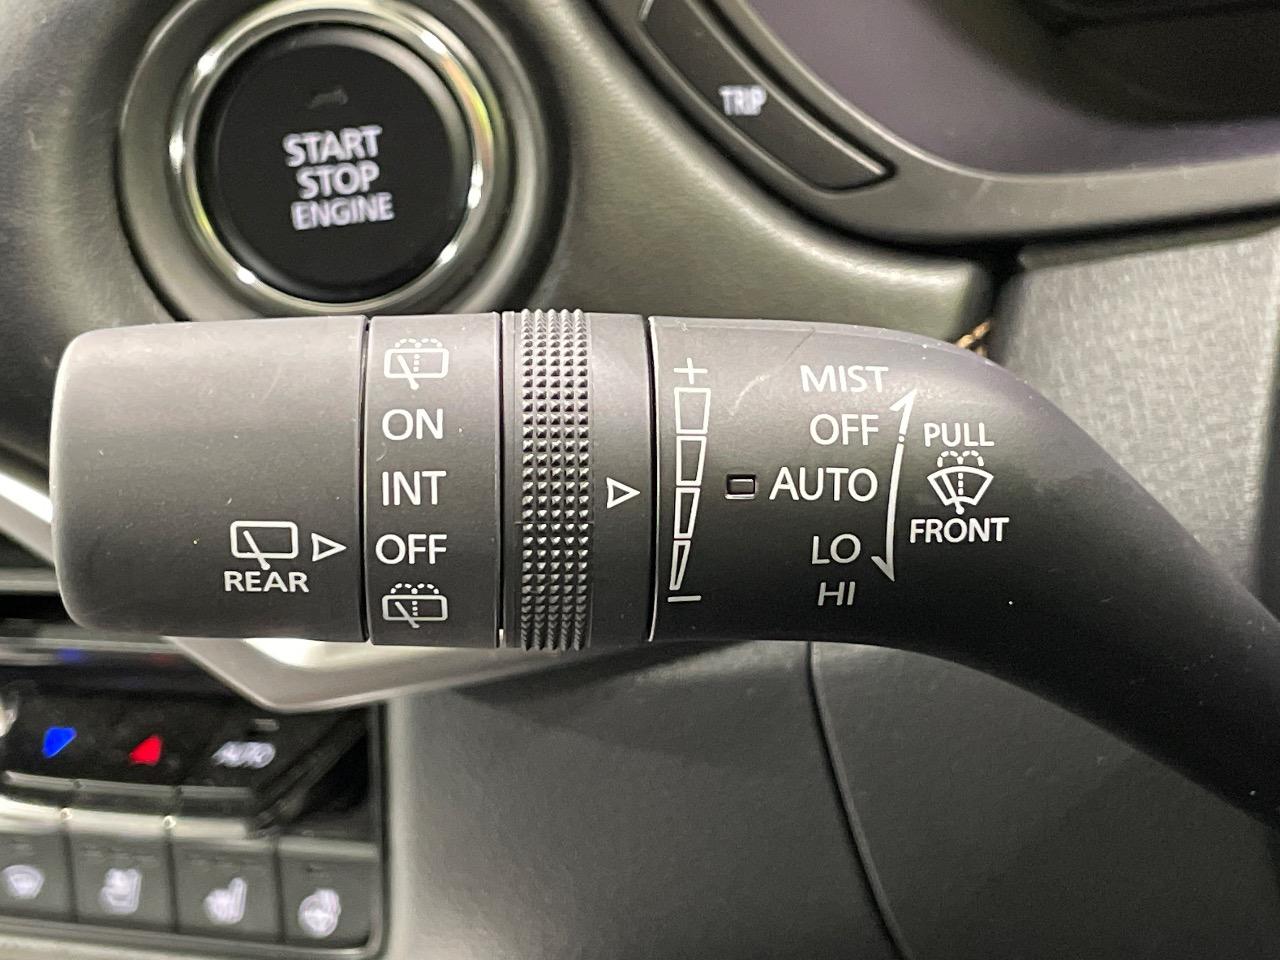 START
STOP
ENGINE
TRIP
REAR
ON
INT
OFF
+
−
MIST
OFF
AUTO
LO
HI
PULL
FRONT
AUTO